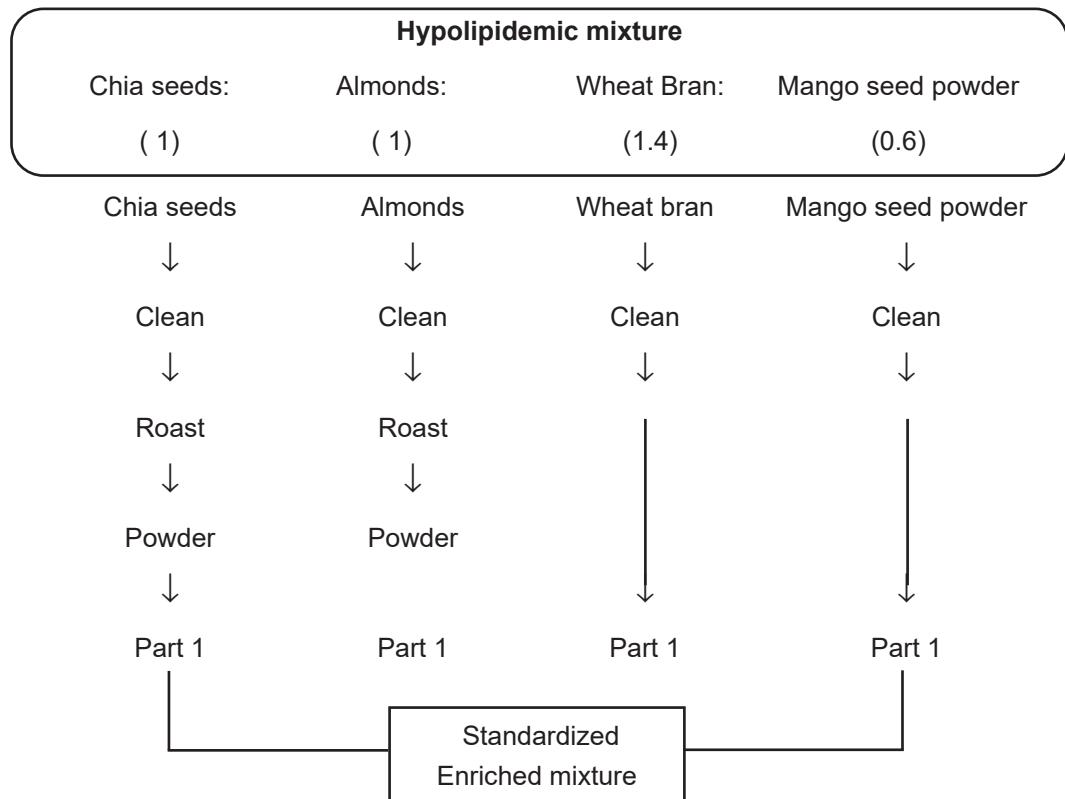 Hypolipidemic mixture
Chia seeds: Almonds: Wheat Bran: Mango seed powder
( 1) ( 1) (1.4) (0.6)
Chia seeds Almonds Wheat bran Mango seed powder
↓ ↓ ↓ ↓
Clean Clean Clean Clean
↓ ↓ ↓ ↓
Roast Roast
↓ ↓
Powder Powder
↓
Part 1 Part 1 Part 1 Part 1
Standardized
Enriched mixture